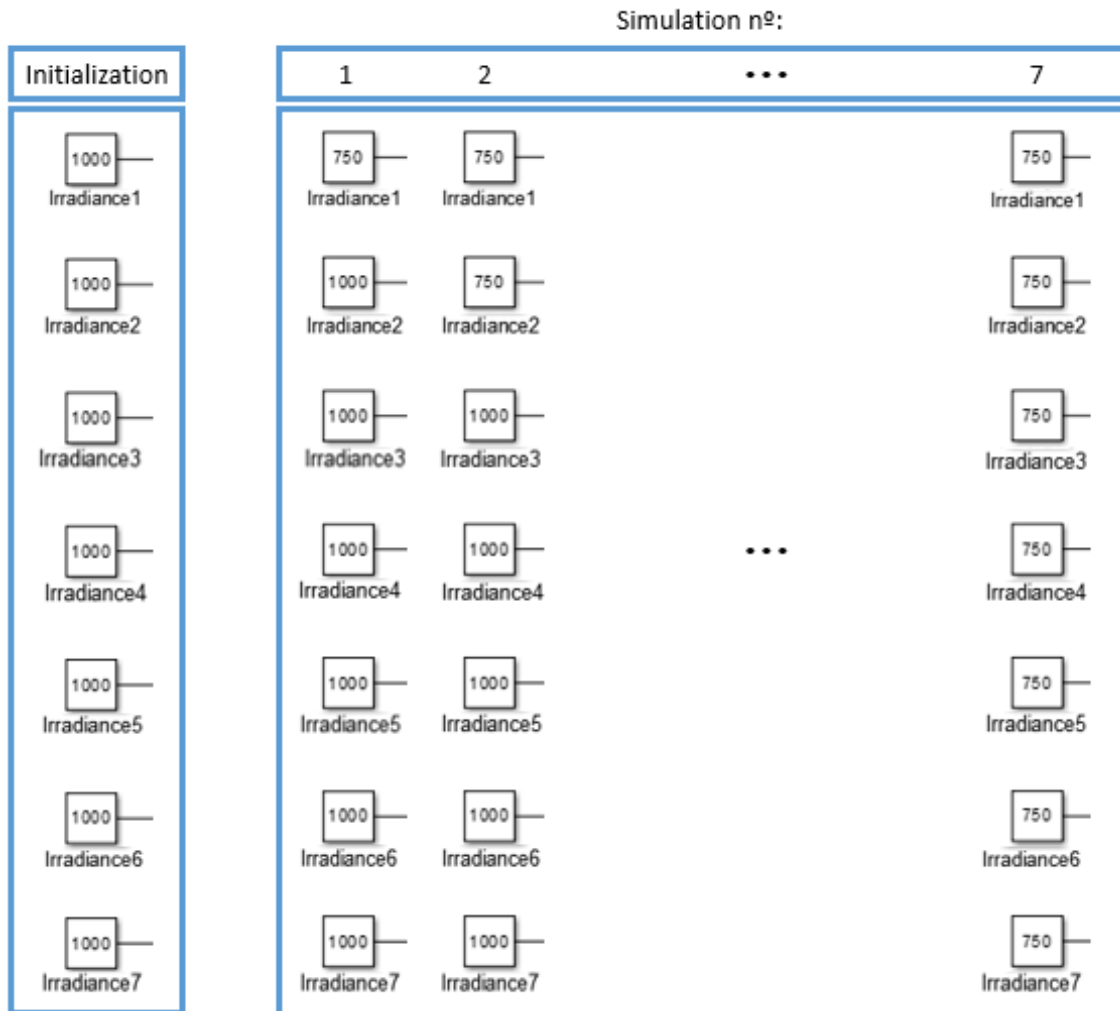 Simulation nº:
Initialization 1 2 ••• 7
1000 750 750 750
Irradiance1 Irradiance1 Irradiance1 Irradiance1
1000 1000 750 750
Irradiance2 Irradiance2 Irradiance2 Irradiance2
1000 1000 1000 750
Irradiance3 Irradiance3 Irradiance3 Irradiance3
1000 1000 1000 ••• 750
Irradiance4 Irradiance4 Irradiance4 Irradiance4
1000 1000 1000 750
Irradiance5 Irradiance5 Irradiance5 Irradiance5
1000 1000 1000 750
Irradiance6 Irradiance6 Irradiance6 Irradiance6
1000 1000 1000 750
Irradiance7 Irradiance7 Irradiance7 Irradiance7